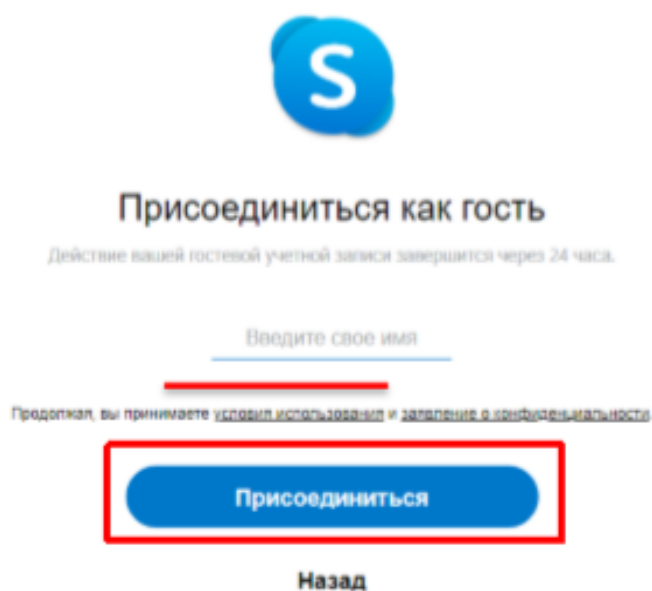 S
Присоединиться как гость
Действие вашей гостевой учетной записи завершится через 24 часа.
Введите свое имя
Продолжая, вы принимаете условия использования и заявление о конфиденциальности.
Присоединиться
Назад